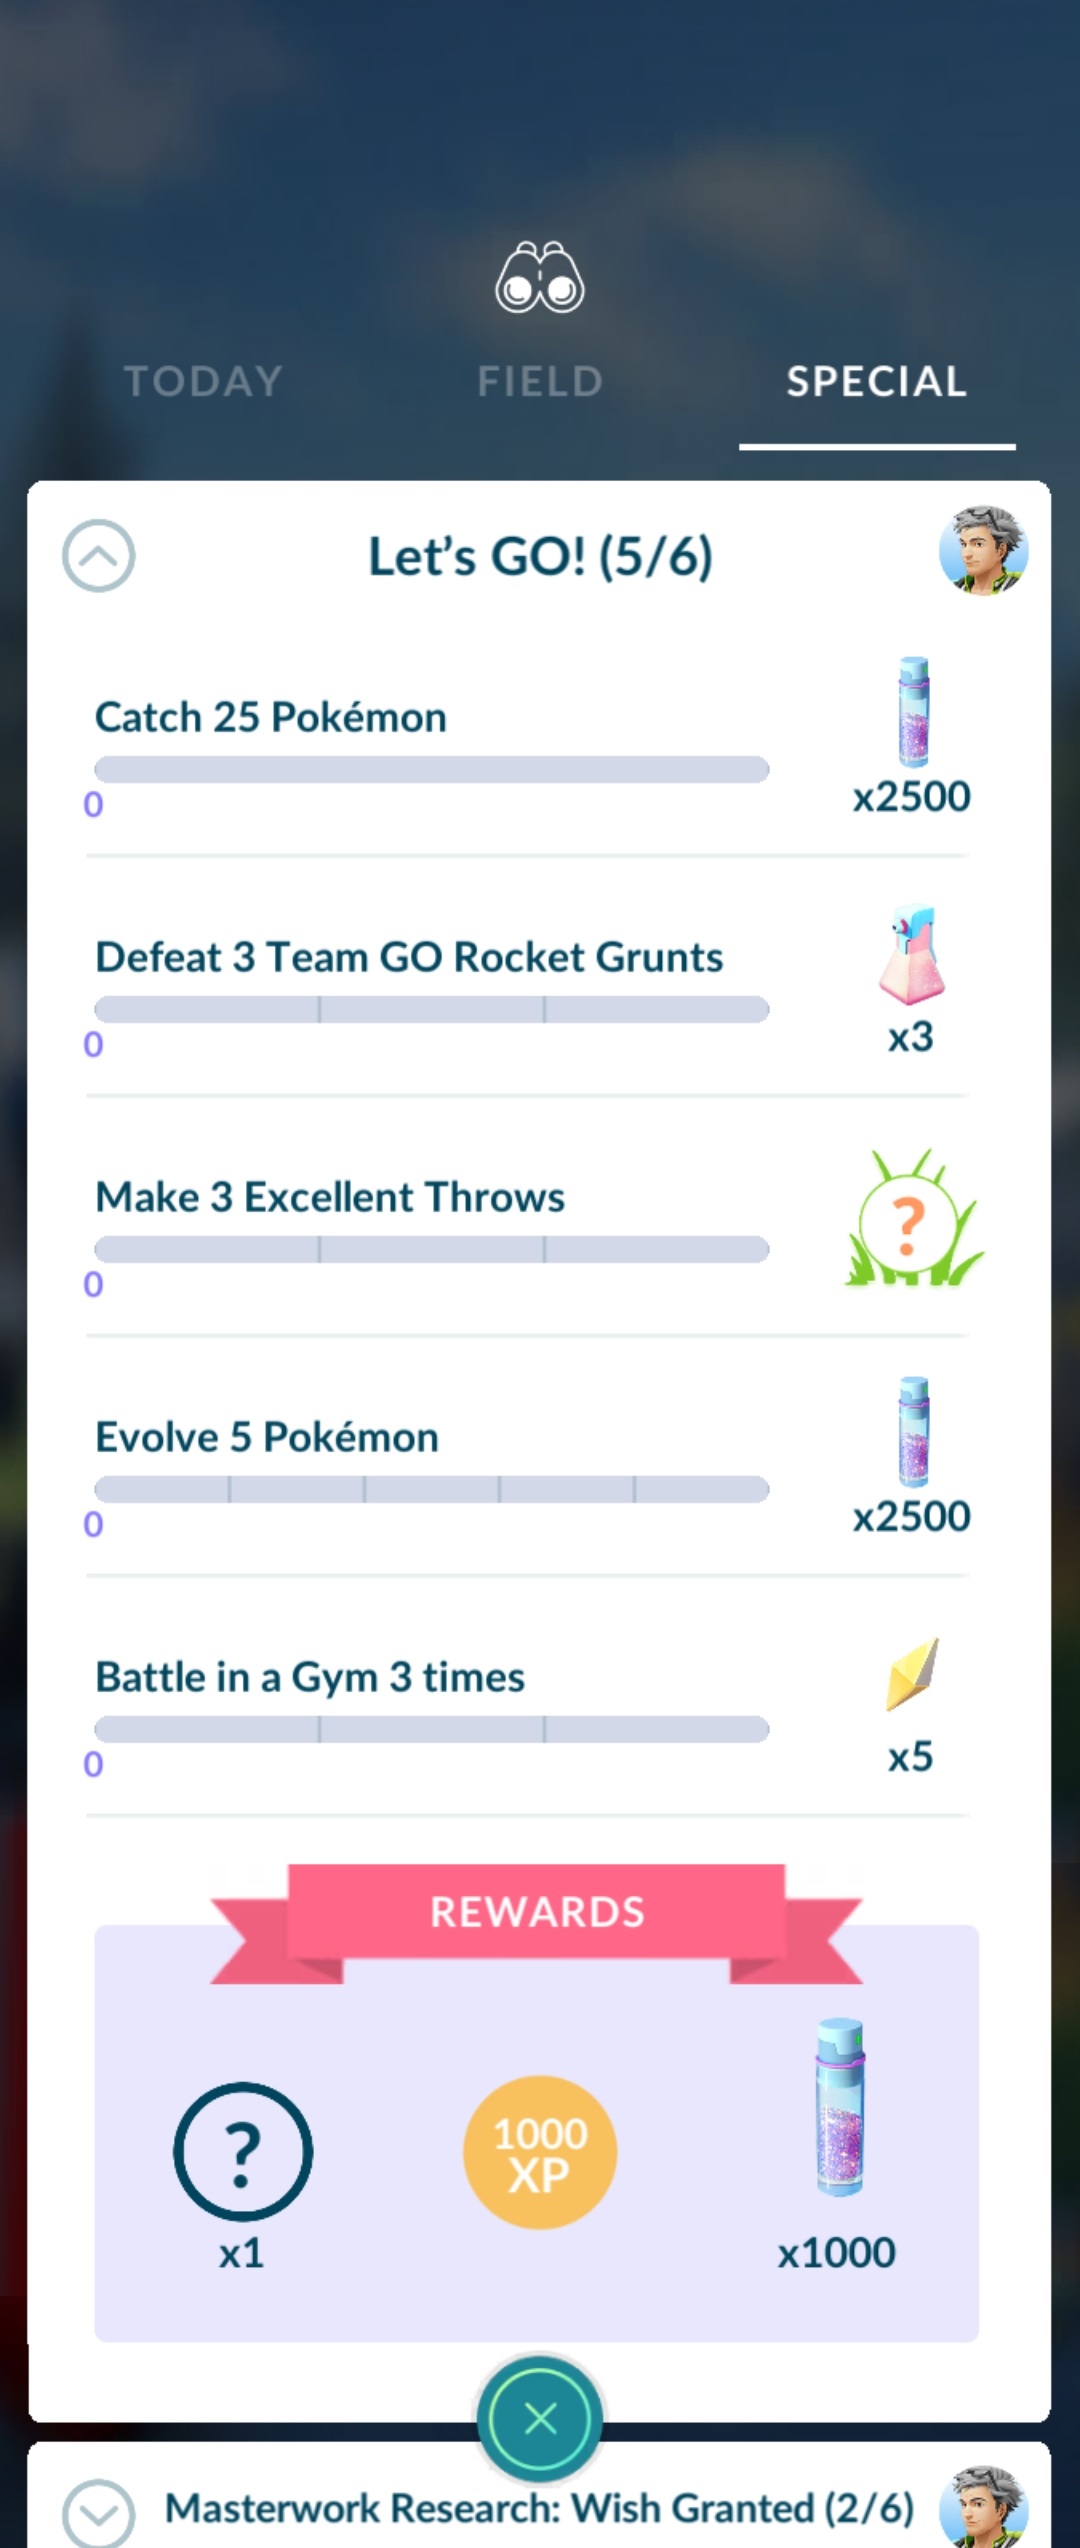 TODAY FIELD SPECIAL
Let's GO! (5/6)
Catch 25 Pokémon
0
x2500
Defeat 3 Team GO Rocket Grunts
0
x3
Make 3 Excellent Throws
?
0
Evolve 5 Pokémon
0
x2500
Battle in a Gym 3 times
0
x5
REWARDS
?
x1
1000
XP
x1000
Masterwork Research: Wish Granted (2/6)